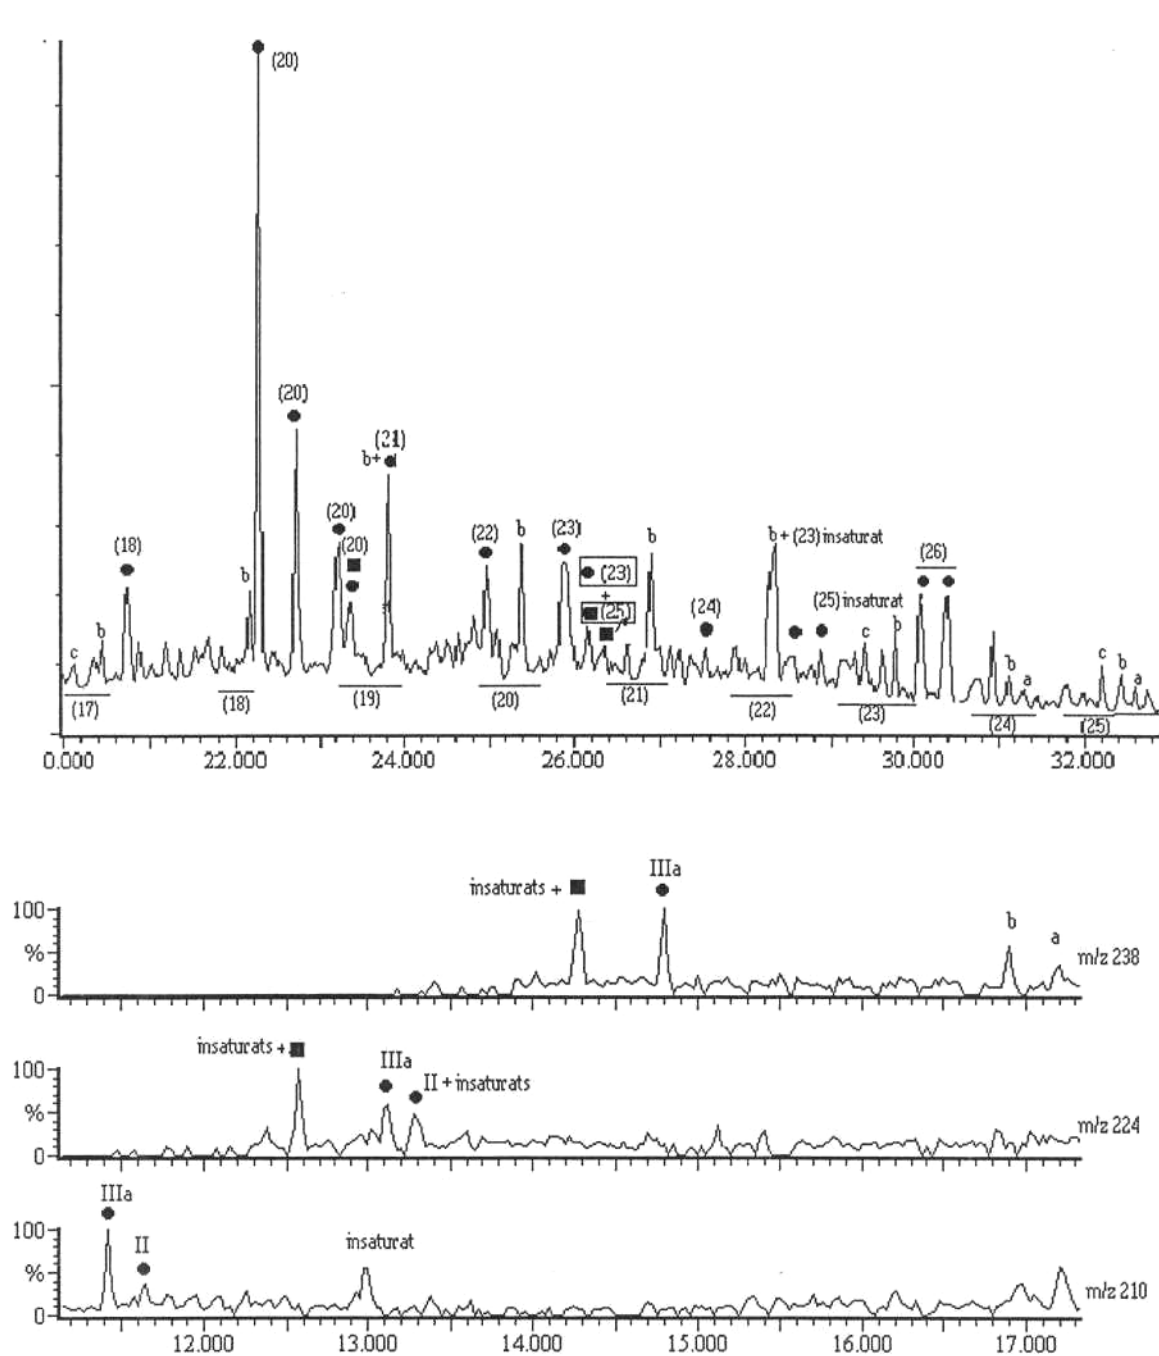 (20)
(20)
(21)
b+
(20)
(20)
(18)
(22)
b
(23)
b
b + (23) insaturat
(26)
(23)
+
(25)
(24)
(25) insaturat
b
c
b
c
b
b
a
c
b
a
(17)
(18)
(19)
(20)
(21)
(22)
(23)
(24)
(25)
0.000
22.000
24.000
26.000
28.000
30.000
32.000
insaturats +
IIIa
b
a
100
%
0
m/z 238
insaturats +
IIIa
II + insaturats
100
%
0
m/z 224
IIIa
II
insaturat
100
%
0
m/z 210
12.000
13.000
14.000
15.000
16.000
17.000